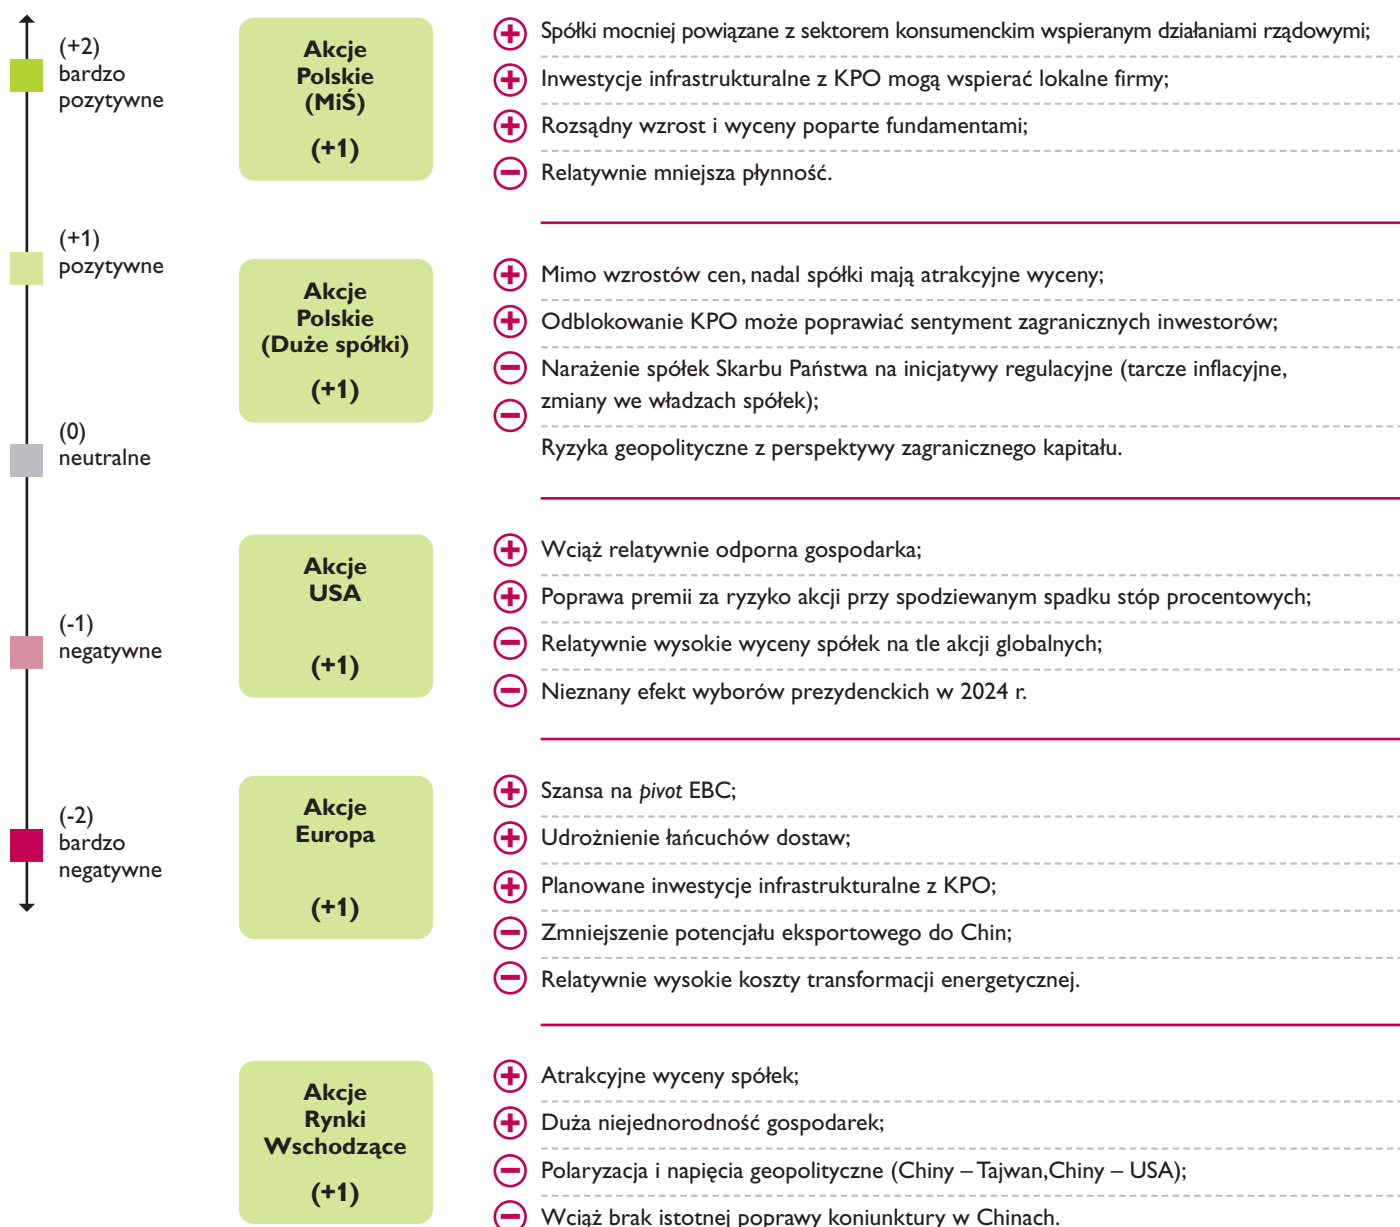 (+2)
bardzo
pozytywne
(+1)
pozytywne
(0)
neutralne
(-1)
negatywne
(-2)
bardzo
negatywne
Akcje
Polskie
(MiŚ)
(+1)
Spółki mocniej powiązane z sektorem konsumenckim wspieranym działaniami rządowymi;
Inwestycje infrastrukturalne z KPO mogą wspierać lokalne firmy;
Rozsądny wzrost i wyceny poparte fundamentami;
Relatywnie mniejsza płynność.
Akcje
Polskie
(Duże spółki)
(+1)
Mimo wzrostów cen, nadal spółki mają atrakcyjne wyceny;
Odblokowanie KPO może poprawiać sentyment zagranicznych inwestorów;
Narażenie spółek Skarbu Państwa na inicjatywy regulacyjne (tarcze inflacyjne,
zmiany we władzach spółek);
Ryzyka geopolityczne z perspektywy zagranicznego kapitału.
Akcje
USA
(+1)
Wciąż relatywnie odporna gospodarka;
Poprawa premii za ryzyko akcji przy spodziewanym spadku stóp procentowych;
Relatywnie wysokie wyceny spółek na tle akcji globalnych;
Nieznany efekt wyborów prezydenckich w 2024 r.
Akcje
Europa
(+1)
Szansa na pivot EBC;
Udrożnienie łańcuchów dostaw;
Planowane inwestycje infrastrukturalne z KPO;
Zmniejszenie potencjału eksportowego do Chin;
Relatywnie wysokie koszty transformacji energetycznej.
Akcje
Rynki
Wschodzące
(+1)
Atrakcyjne wyceny spółek;
Duża niejednorodność gospodarek;
Polaryzacja i napięcia geopolityczne (Chiny – Tajwan,Chiny – USA);
Wciąż brak istotnej poprawy koniunktury w Chinach.